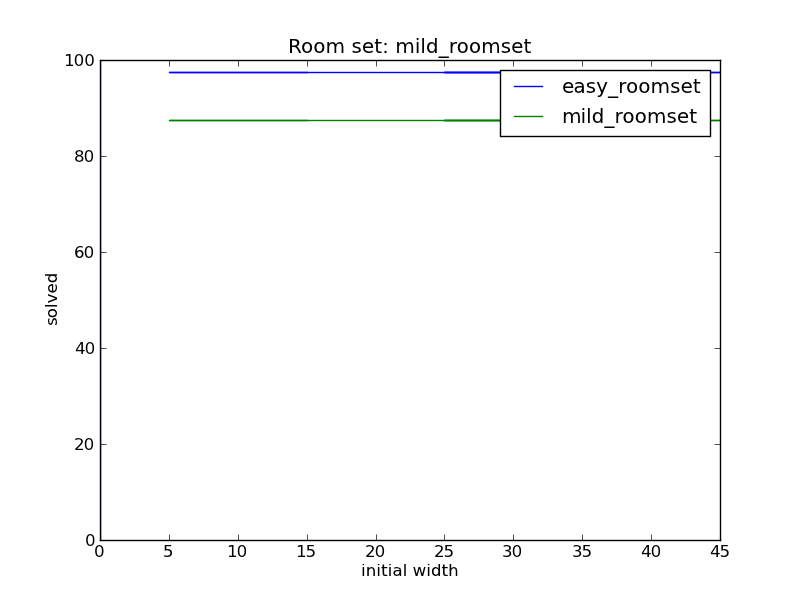 Room set: mild_roomset
100
80
60
40
20
0
solved
easy_roomset
mild_roomset
0 5 10 15 20 25 30 35 40 45
initial width